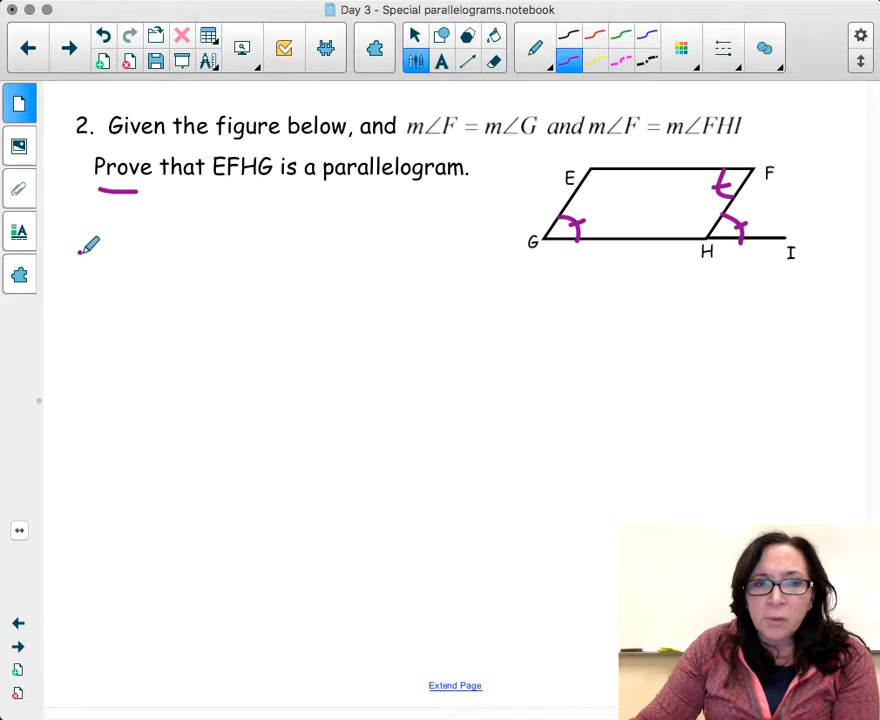 Day 3 - Special parallelograms.notebook
2. Given the figure below, and m∠F = m∠G and m∠F = m∠FHI
Prove that EFHG is a parallelogram.
E
F
G
H
I
Extend Page